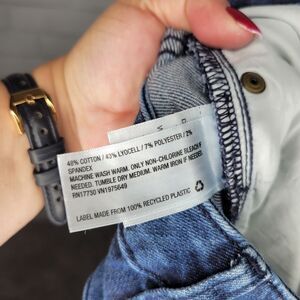 48% COTTON / 43% LYOCELL / 7% POLYESTER / 2%
SPANDEX
MACHINE WASH WARM. ONLY NON-CHLORINE BLEACH IF
NEEDED. TUMBLE DRY MEDIUM. WARM IRON IF NEEDED.
RN17730 VN1975649
LABEL MADE FROM 100% RECYCLED PLASTIC